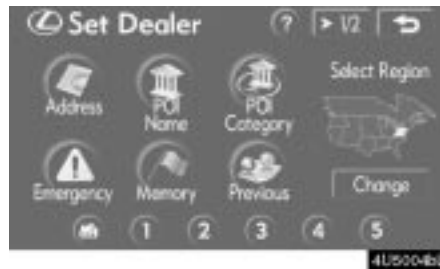 Set Dealer ? > 1/2
Select Region
Address POI Name POI Category
Emergency Memory Previous Change
1 2 3 4 5
4U5004bL